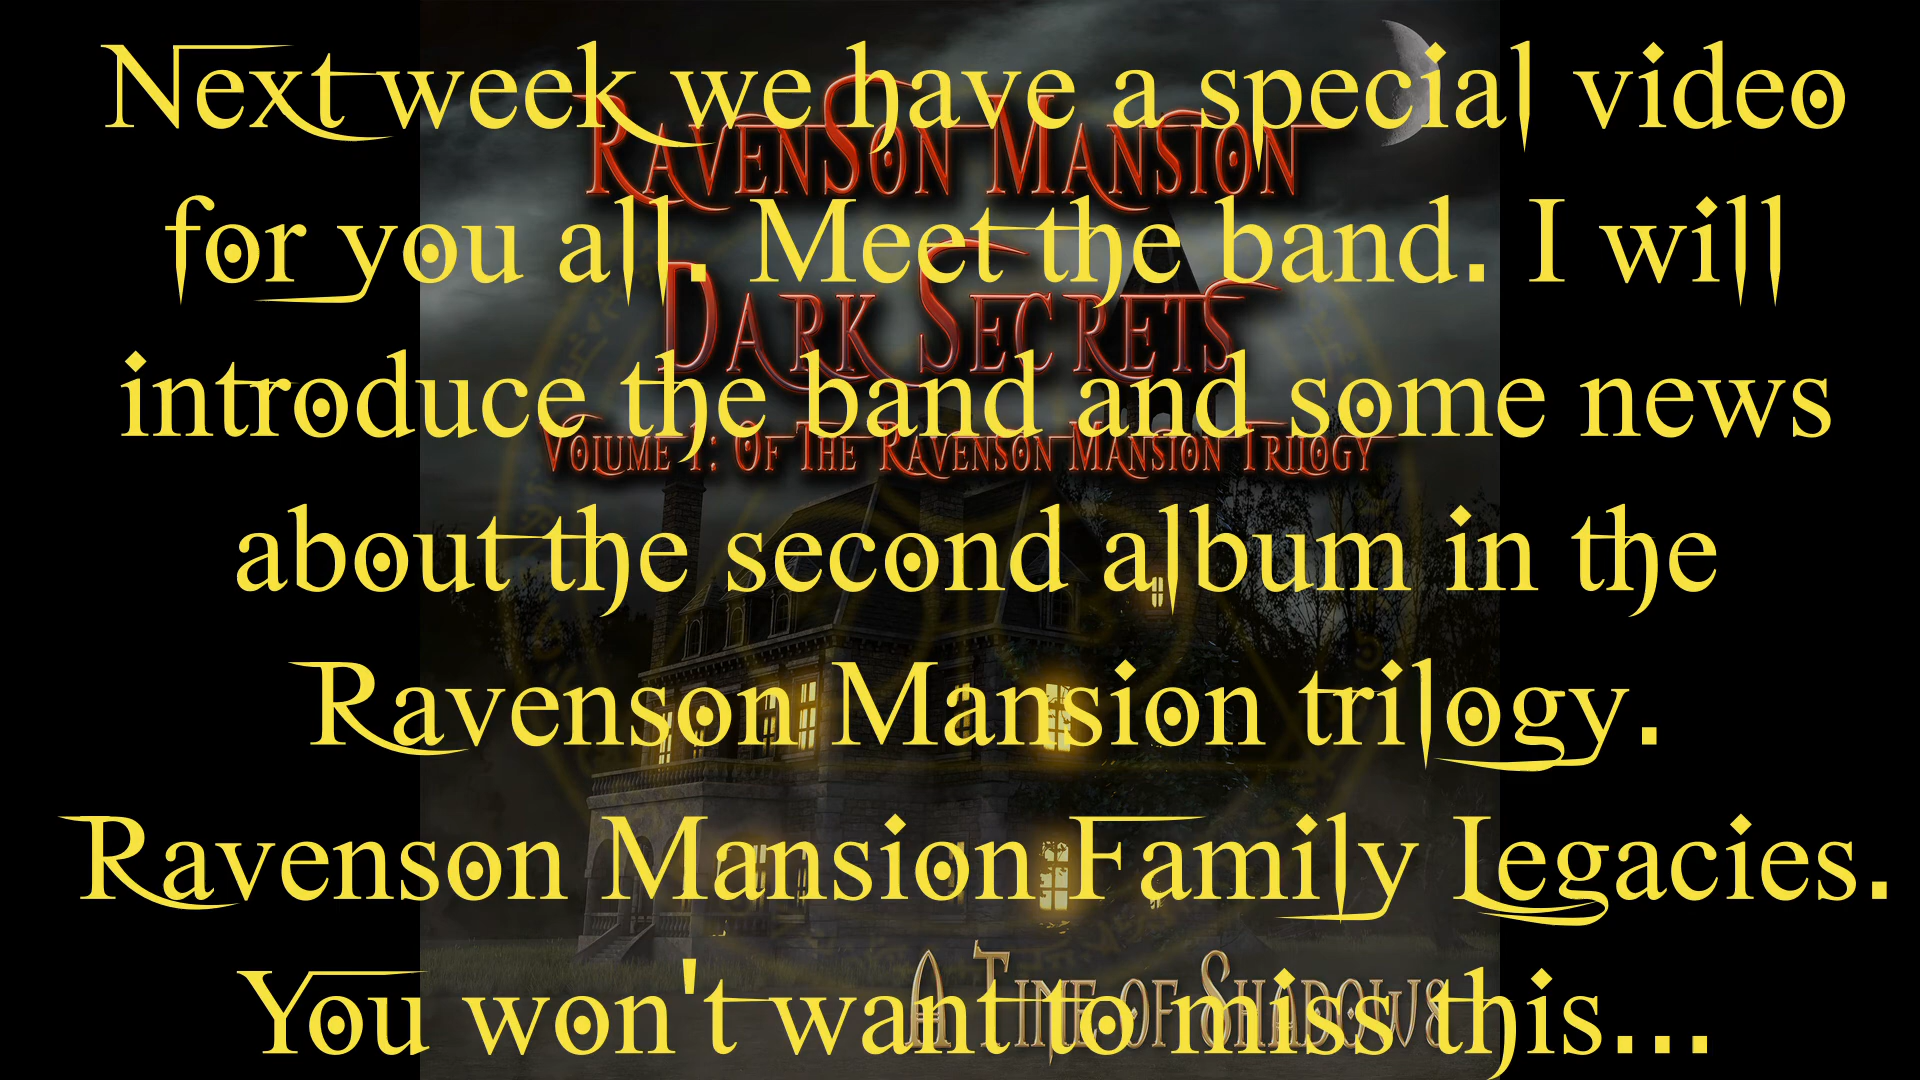 Next week we have a special video
for you all. Meet the band. I will
introduce the band and some news
about the second album in the
Ravenson Mansion trilogy.
Ravenson Mansion Family Legacies.
You won't want to miss this...
RavenSon Mansion
Dark Secrets
Volume 1: Of The Ravenson Mansion Trilogy
A Time of Shadows